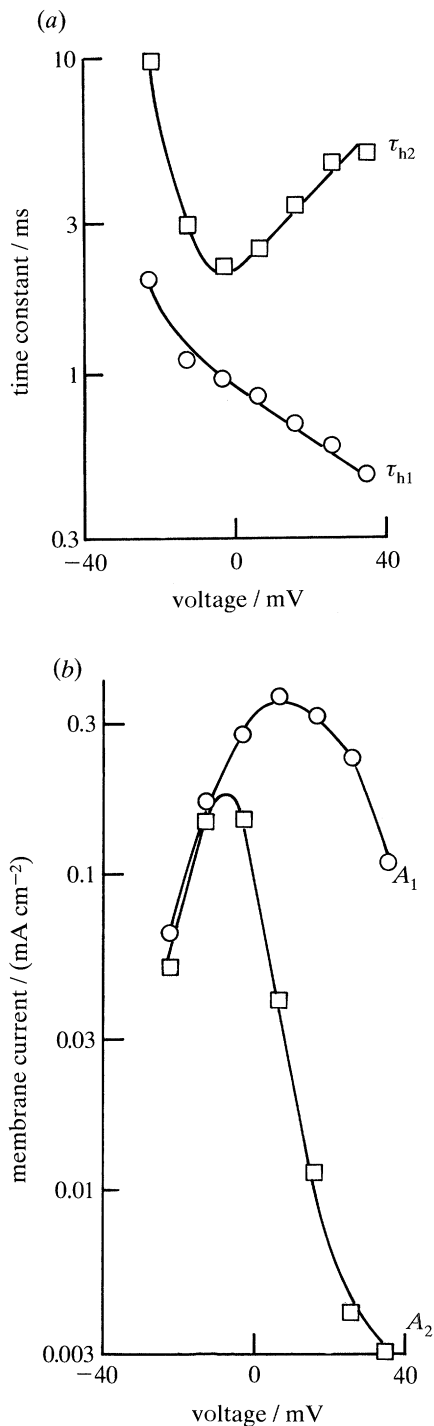 (a)
10
3
1
0.3
−40
0
40
time constant / ms
voltage / mV
τh2
τh1
(b)
0.3
0.1
0.03
0.01
0.003
−40
0
40
membrane current / (mA cm−2)
voltage / mV
A1
A2